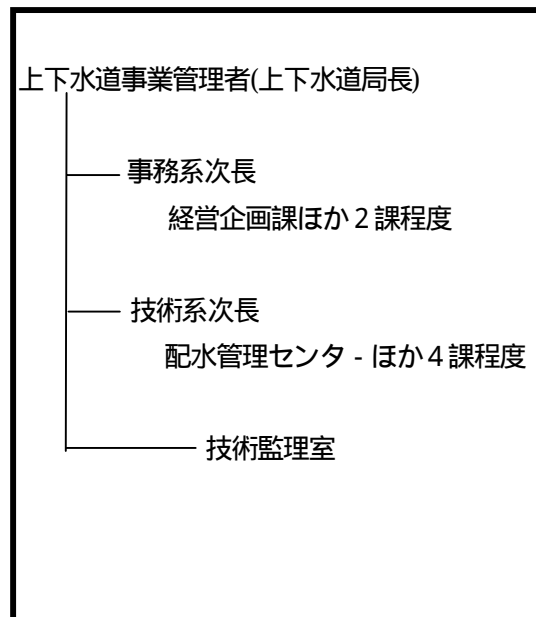 上下水道事業管理者(上下水道局長)
事務系次長
経営企画課ほか２課程度
技術系次長
配水管理センタ - ほか４課程度
技術監理室